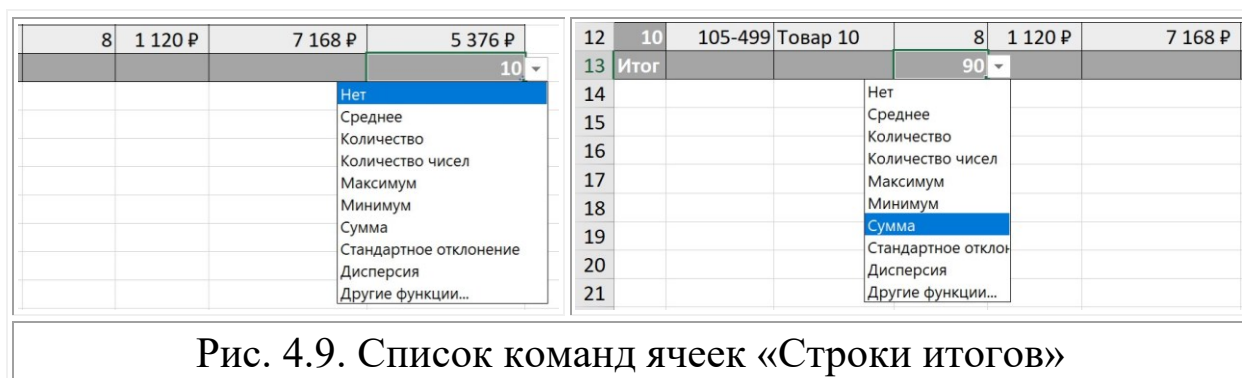 8 1 120 ₽ 7 168 ₽ 5 376 ₽
10
Нет
Среднее
Количество
Количество чисел
Максимум
Минимум
Сумма
Стандартное отклонение
Дисперсия
Другие функции...
12 10 105-499 Товар 10 8 1 120 ₽ 7 168 ₽
13 Итог 90
14 Нет
15 Среднее
Количество
16 Количество чисел
17 Максимум
18 Минимум
19 Сумма
Стандартное откло
20 Дисперсия
21 Другие функции...
Рис. 4.9. Список команд ячеек «Строки итогов»